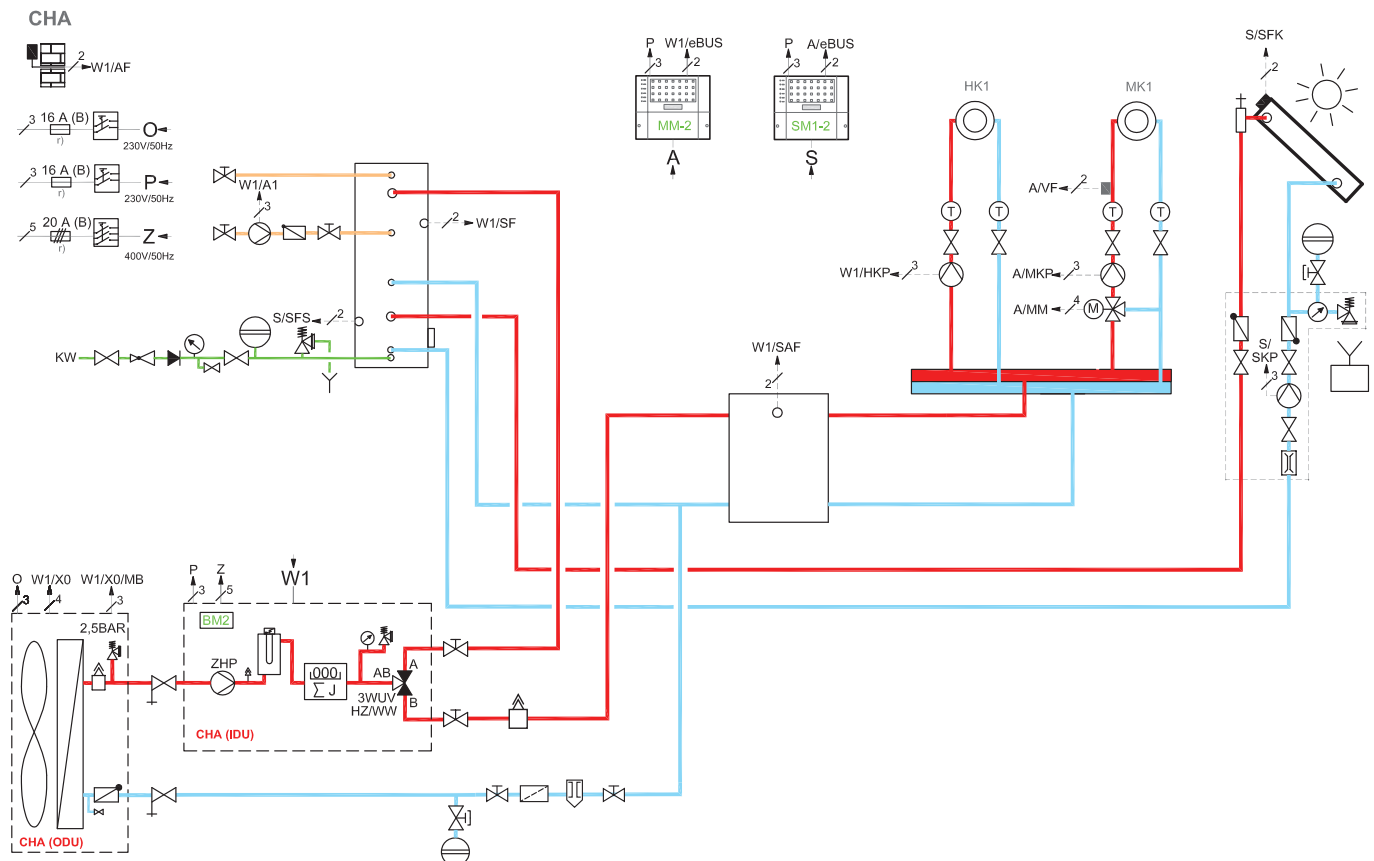 CHA
2
W1/AF
3
16 A (B)
r)
O
230V/50Hz
3
16 A (B)
r)
P
230V/50Hz
5
20 A (B)
r)
Z
400V/50Hz
W1/A1
3
2
W1/SF
S/SFS
2
KW
P
3
W1/eBUS
2
MM-2
A
P
3
A/eBUS
2
SM1-2
S
HK1
MK1
A/VF
2
T
T
T
T
W1/HKP
3
A/MKP
3
A/MM
4
M
S/SFK
2
S/
SKP
3
W1/SAF
2
O
3
W1/X0
4
W1/X0/MB
3
2,5BAR
CHA (ODU)
P
3
Z
5
W1
BM2
ZHP
000
Σ J
AB
A
B
3WUV
HZ/WW
CHA (IDU)